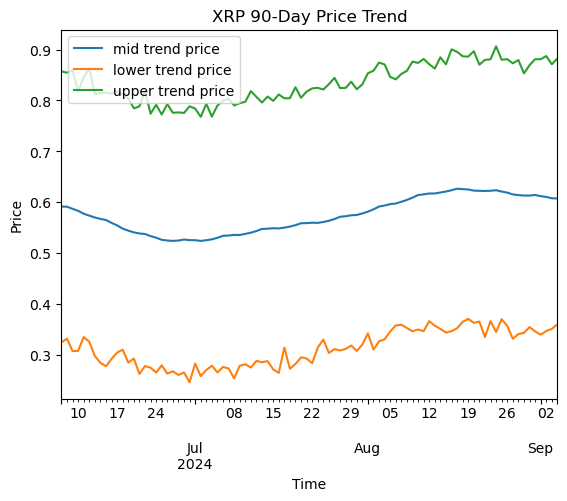 XRP 90-Day Price Trend
mid trend price
lower trend price
upper trend price
Price
0.9
0.8
0.7
0.6
0.5
0.4
0.3
10 17 24 08 15 22 29 05 12 19 26 02
Jul Aug Sep
2024
Time